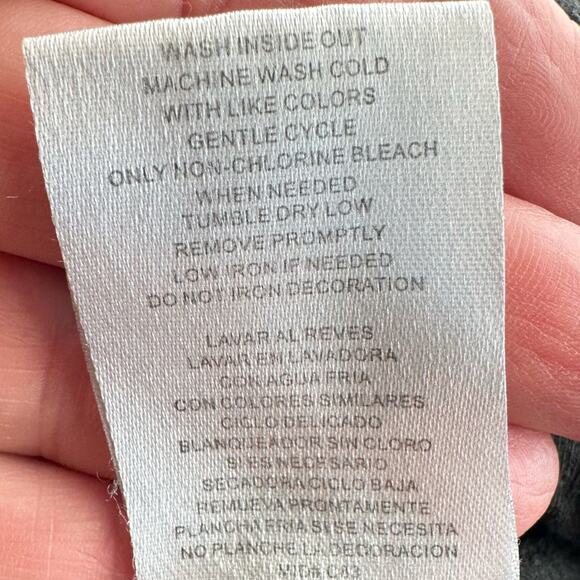 WASH INSIDE OUT
MACHINE WASH COLD
WITH LIKE COLORS
GENTLE CYCLE
ONLY NON-CHLORINE BLEACH
WHEN NEEDED
TUMBLE DRY LOW
REMOVE PROMPTLY
LOW IRON IF NEEDED
DO NOT IRON DECORATION
LAVAR AL REVES
LAVAR EN LAVADORA
CON AGUA FRIA
CON COLORES SIMILARES
CICLO DELICADO
BLANQUEADOR SIN CLORO
SI ES NECESARIO
SECADORA CICLO BAJA
REMUEVA PRONTAMENTE
PLANCHA FRIA SI SE NECESITA
NO PLANCHE LA DECORACION
MID# C43